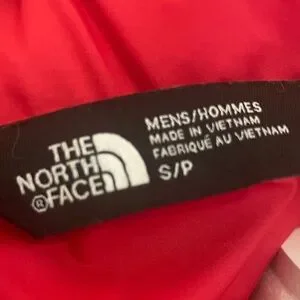 THE
NORTH
®FACE
MENS/HOMMES
MADE IN VIETNAM
FABRIQUÉ AU VIETNAM
S/P